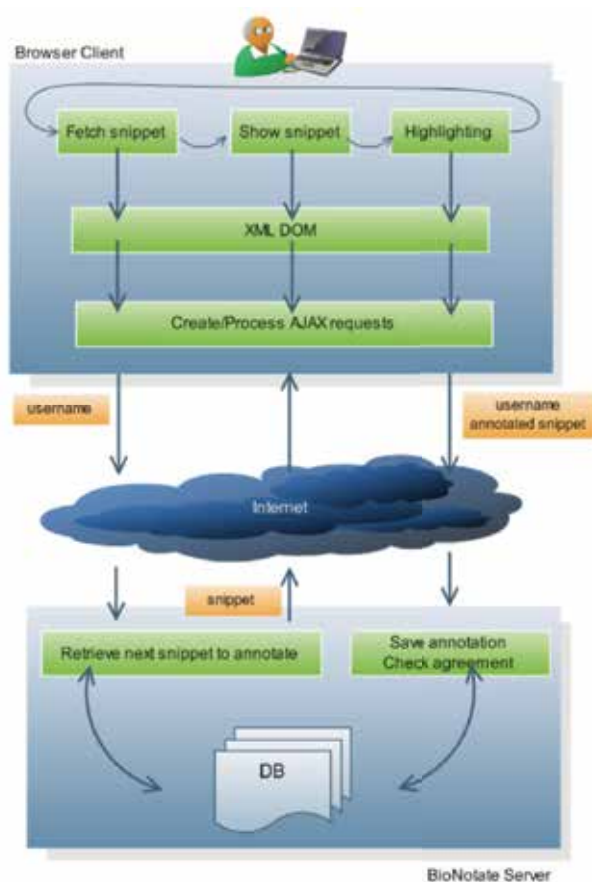 Browser Client
Fetch snippet
Show snippet
Highlighting
XML DOM
Create/Process AJAX requests
username
username
annotated snippet
Internet
snippet
Retrieve next snippet to annotate
Save annotation
Check agreement
DB
BioNotate Server